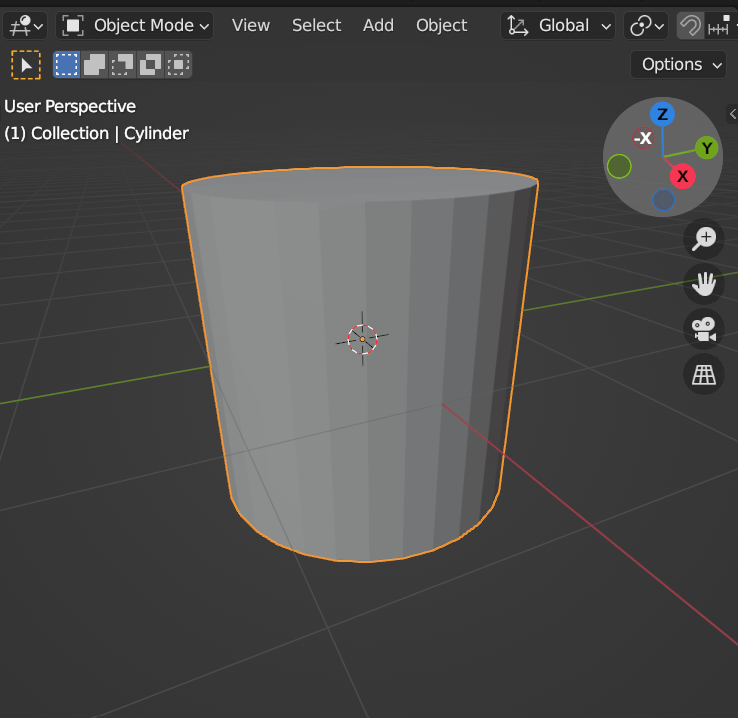 Object Mode View Select Add Object Global
Options
User Perspective
(1) Collection | Cylinder
Z
-X
Y
X